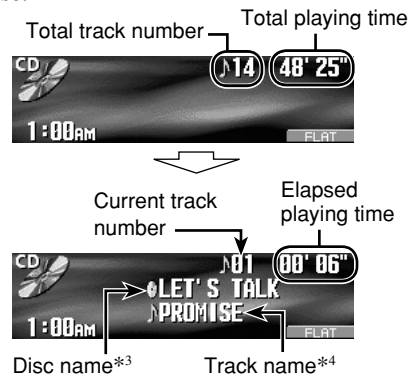 Total track number
Total playing time
CD
♪14 48' 25"
1:00AM
FLAT
Current track number
Elapsed playing time
CD
♪01 00' 06"
LET'S TALK
♪PROMISE
1:00AM
FLAT
Disc name*3
Track name*4